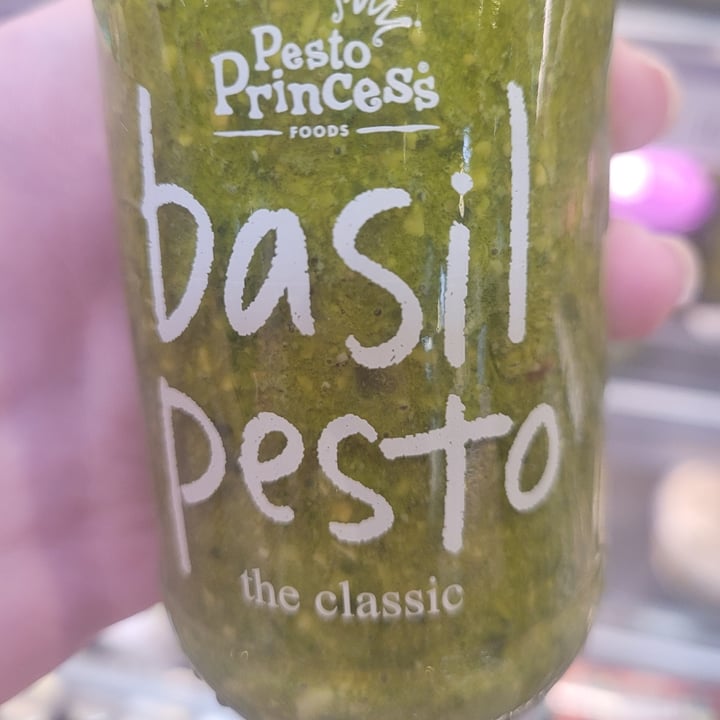 Pesto
Princess
FOODS
basil
pesto
the classic